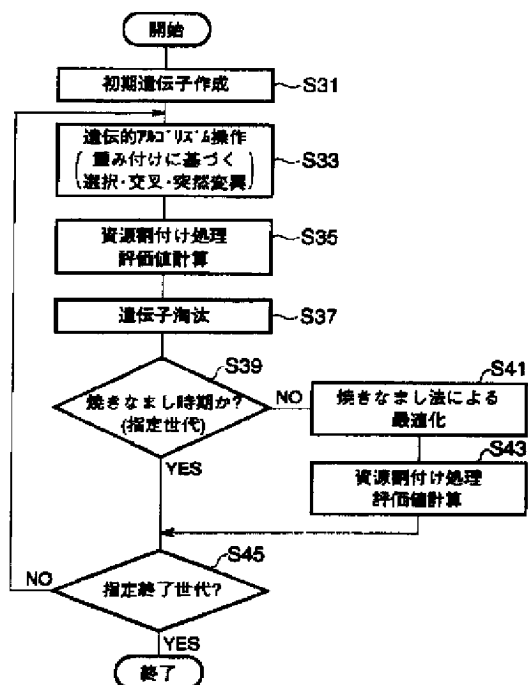 開始
初期遺伝子作成
S31
遺伝的ｱﾙｺﾞﾘｽﾞﾑ操作
重み付けに基づく
選択・交叉・突然変異
S33
資源割付け処理
評価値計算
S35
遺伝子淘汰
S37
S39
焼きなまし時期か?
(指定世代)
NO
S41
焼きなまし法による
最適化
S43
資源割付け処理
評価値計算
YES
S45
指定終了世代?
NO
YES
終了